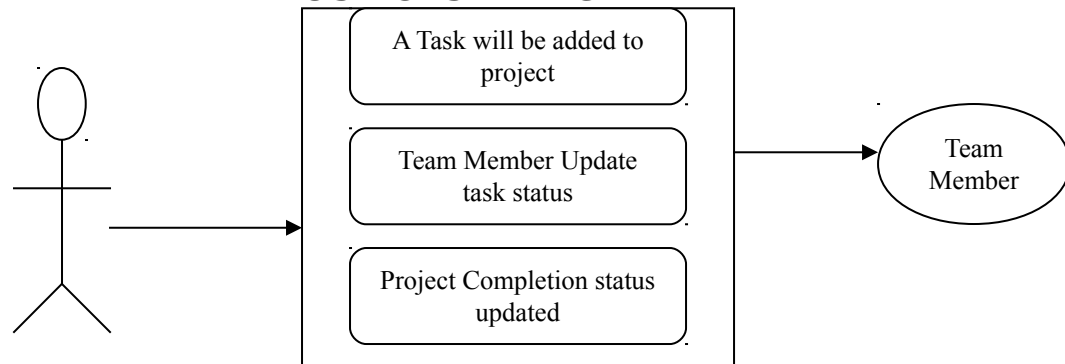 A Task will be added to
project
Team Member Update
task status
Project Completion status
updated
Team
Member